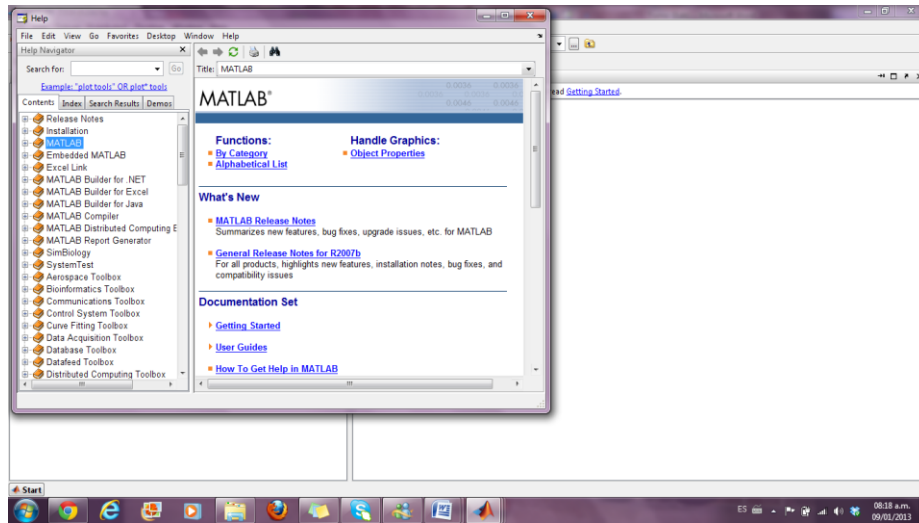 Help
File Edit View Go Favorites Desktop Window Help
Help Navigator
Search for:
Go
Example: "plot tools" OR plot* tools
Contents Index Search Results Demos
Release Notes
Installation
MATLAB
Embedded MATLAB
Excel Link
MATLAB Builder for .NET
MATLAB Builder for Excel
MATLAB Builder for Java
MATLAB Compiler
MATLAB Distributed Computing E
MATLAB Report Generator
SimBiology
SystemTest
Aerospace Toolbox
Bioinformatics Toolbox
Communications Toolbox
Control System Toolbox
Curve Fitting Toolbox
Data Acquisition Toolbox
Database Toolbox
Datafeed Toolbox
Distributed Computing Toolbox
Title: MATLAB
MATLAB®
Functions:
By Category
Alphabetical List
Handle Graphics:
Object Properties
What's New
MATLAB Release Notes
Summarizes new features, bug fixes, upgrade issues, etc. for MATLAB
General Release Notes for R2007b
For all products, highlights new features, installation notes, bug fixes, and
compatibility issues
Documentation Set
Getting Started
User Guides
How To Get Help in MATLAB
ead Getting Started.
Start
ES
08:18 a.m.
09/01/2013